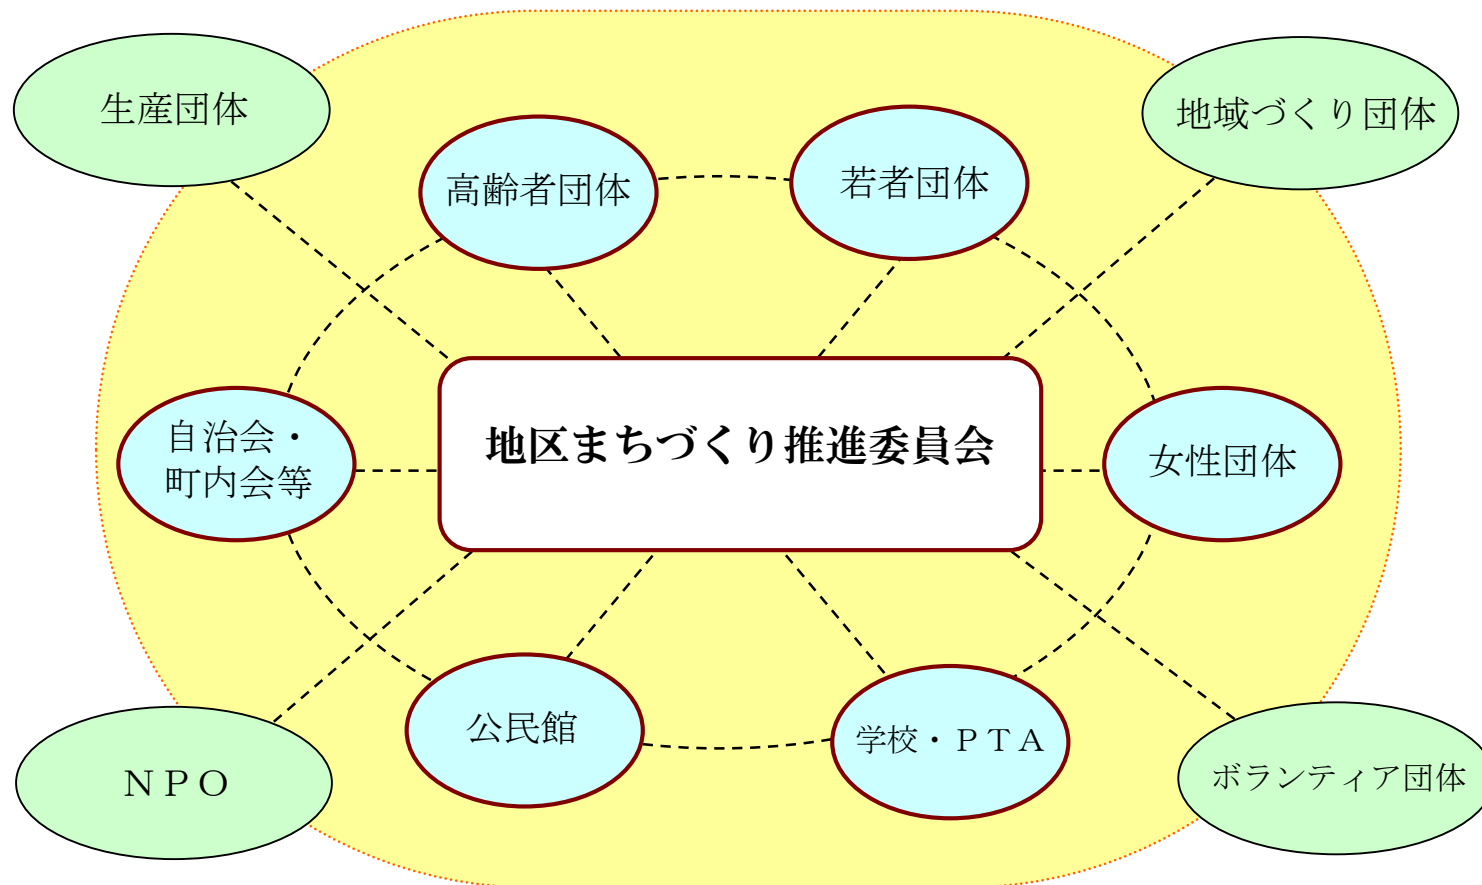 生産団体
地域づくり団体
高齢者団体
若者団体
自治会・
町内会等
地区まちづくり推進委員会
女性団体
公民館
学校・ＰＴＡ
ＮＰＯ
ボランティア団体